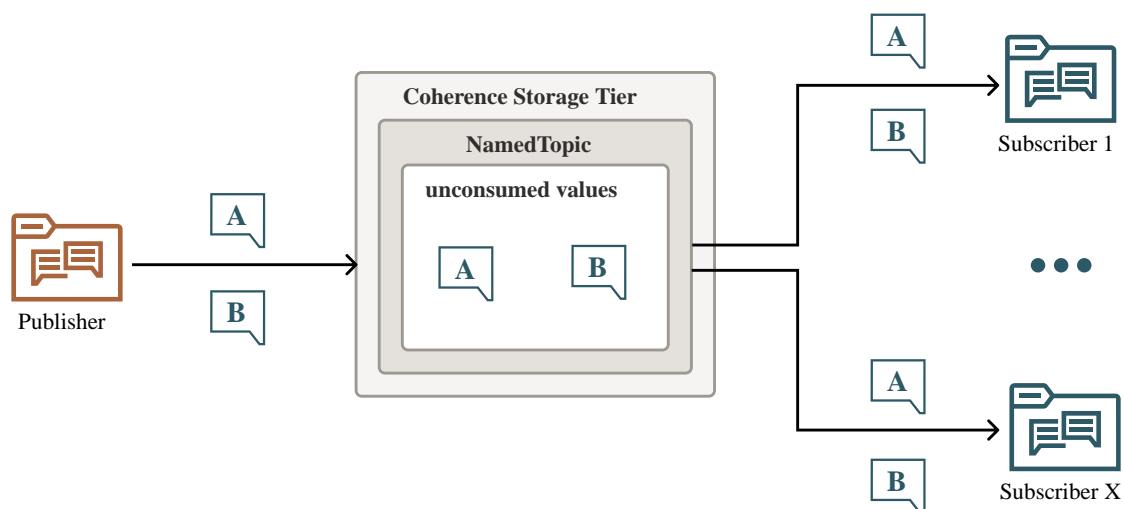 A
B
Publisher
Coherence Storage Tier
NamedTopic
unconsumed values
A
B
A
B
Subscriber 1
A
B
Subscriber X